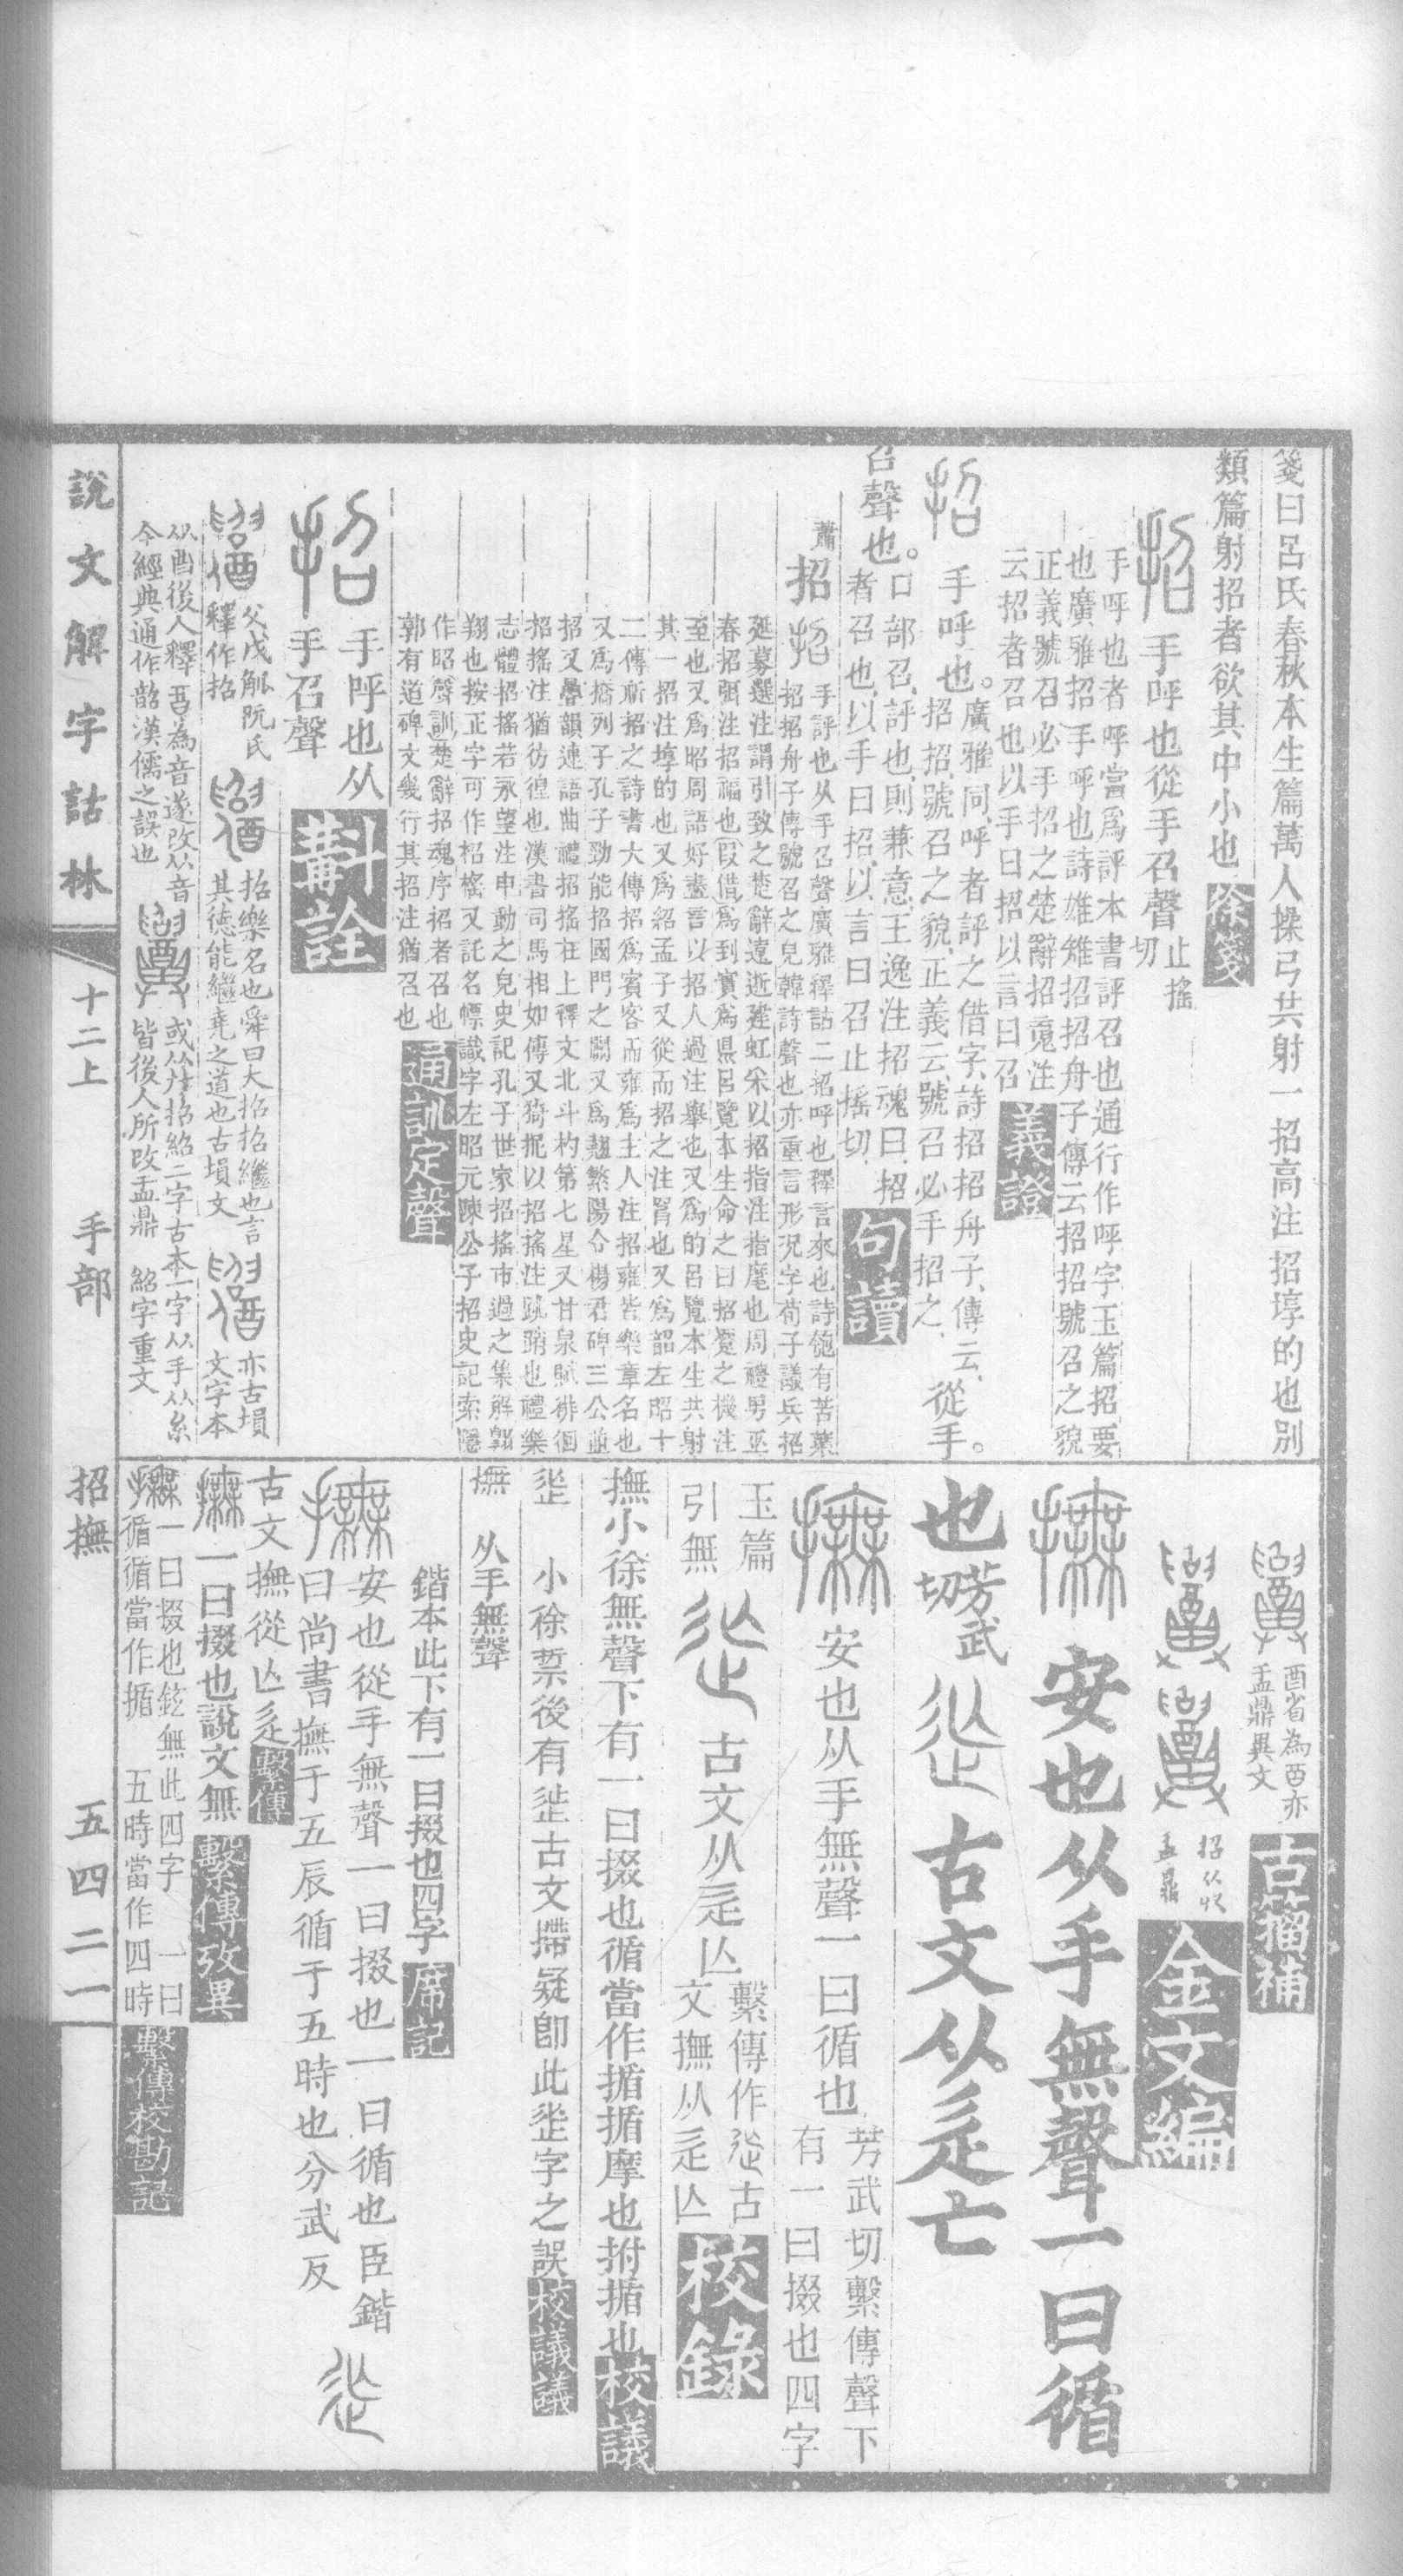 箋曰呂氏春秋本生篇萬人操弓共射一招高注招埻的也別
類篇射招者欲其中小也 徐箋
招 手呼也從手召聲 止搖切
手呼也者呼當爲評本書評召也通行作呼字玉篇招要
也廣雅招手呼也詩雄雉招招舟子傳云招招號召之貌
正義號召必手招之楚辭招䰟注
云招者召也以手曰招以言曰召 義證
招 手呼也。廣雅同,呼者評之借字,詩招招舟子,傳云,
招招,號召之貌,正義云,號召必手招之, 從手。
召聲也。口部召,評也,則兼意,王逸注招魂曰,招
者召也,以手曰招,以言曰召 止搖切, 句讀
蕭 招 招 手評也从手召聲廣雅釋詁二招呼也釋言來也詩匏有苦葉
招招舟子傳號召之皃韓詩聲也亦重言形況字荀子議兵招
延募選注謂引致之楚辭遠逝建虹采以招指注指麾也周禮男巫
春招弭注招福也(叚借)爲到實爲県呂覽本生命之曰招蹷之機注
至也又爲昭周語好盡言以招人過注舉也又爲的呂覽本生共射
其一招注埻的也又爲紹孟子又從而招之注罥也又爲韶左昭十
二傳祈招之詩書大傳招爲賓客而雍爲主人注招雍皆樂章名也
又爲撟列子孔子勁能招國門之關又爲翹繁陽令楊君碑三公並
招又疊韻連語曲禮招搖在上釋文北斗杓第七星又甘泉賦徘徊
招搖注猶彷徨也漢書司馬相如傳又猗抳以招搖注跳踃也禮樂
志體招搖若永望注申動之皃史記孔子世家招搖市過之集解郭
翔也按正字可作柖榣又託名幖識字左昭元陳公子招史記索隱
作昭(聲訓)楚辭招魂序招者召也
郭有道碑文幾行其招注猶召也 通訓定聲
招 手呼也从
手召聲 斠詮
父戊觚阮氏
釋作招 招樂名也舜曰大招招繼也言
其德能繼堯之道也古塤文 亦古塤
文字本
从酉後人釋 吾為音遂改从音 或从廾招紹二字古本一字从手从糸
今經典通作韶漢儒之誤也 皆後人所改盂鼎 紹字重文
酉省為酉亦
盂鼎異文 古籀補
招从収
盂鼎 金文編
撫 安也从手無聲一曰循
也 芳武切 𢻸 古文从辵亡
撫 安也从手無聲一曰循也 芳武切繫傳聲下
有一曰掇也四字
玉篇
引無 古文从辵亾 繫傳作 古
文撫从辵亾 校錄
撫小徐無聲下有一曰掇也循當作揗揗摩也拊揗也 校議
小徐㨖後有 古文撫疑卽此 字之誤 校議議
撫 从手無聲
鍇本此下有一曰掇也四字 席記
撫 安也從手無聲一曰掇也一曰循也臣鍇
曰尚書撫于五辰循于五時也分武反
古文撫從亾辵 繫傳
撫 一曰掇也說文無 繫傳攷異
撫 一曰掇也鉉無此四字 一曰
循循當作揗 五時當作四時 繫傳校勘記
說文解字詁林 十二上 手部 招撫 五四二一